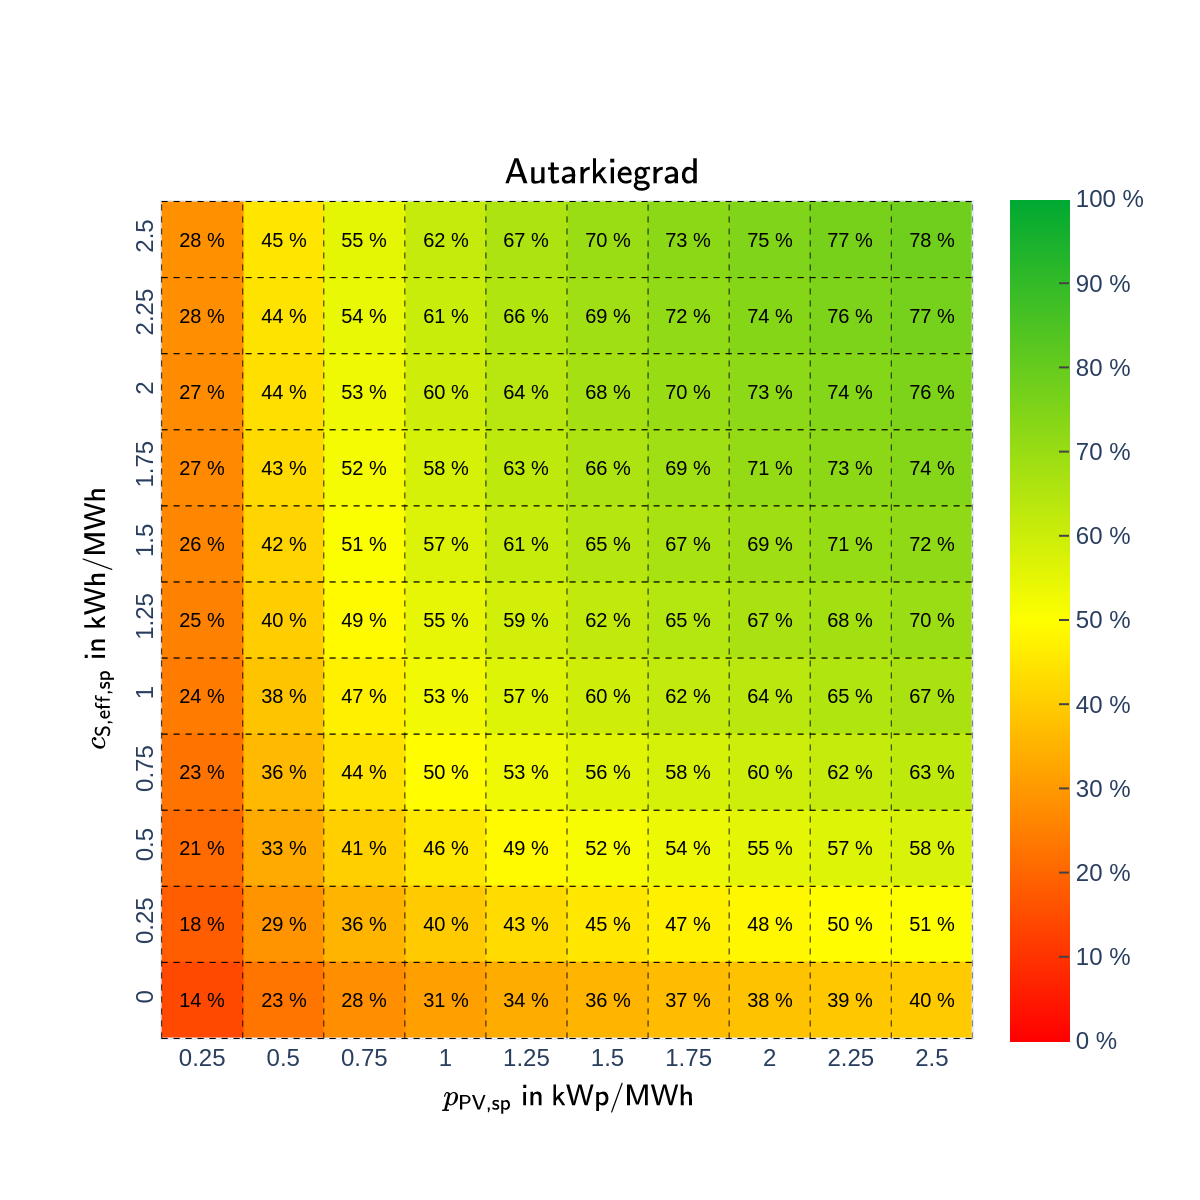 Autarkiegrad
2.5 28 % 45 % 55 % 62 % 67 % 70 % 73 % 75 % 77 % 78 %
2.25 28 % 44 % 54 % 61 % 66 % 69 % 72 % 74 % 76 % 77 %
2 27 % 44 % 53 % 60 % 64 % 68 % 70 % 73 % 74 % 76 %
1.75 27 % 43 % 52 % 58 % 63 % 66 % 69 % 71 % 73 % 74 %
1.5 26 % 42 % 51 % 57 % 61 % 65 % 67 % 69 % 71 % 72 %
1.25 25 % 40 % 49 % 55 % 59 % 62 % 65 % 67 % 68 % 70 %
1 24 % 38 % 47 % 53 % 57 % 60 % 62 % 64 % 65 % 67 %
0.75 23 % 36 % 44 % 50 % 53 % 56 % 58 % 60 % 62 % 63 %
0.5 21 % 33 % 41 % 46 % 49 % 52 % 54 % 55 % 57 % 58 %
0.25 18 % 29 % 36 % 40 % 43 % 45 % 47 % 48 % 50 % 51 %
0 14 % 23 % 28 % 31 % 34 % 36 % 37 % 38 % 39 % 40 %
0.25 0.5 0.75 1 1.25 1.5 1.75 2 2.25 2.5
p PV,sp in kWp/MWh
c S,eff,sp in kWh/MWh
100 %
90 %
80 %
70 %
60 %
50 %
40 %
30 %
20 %
10 %
0 %